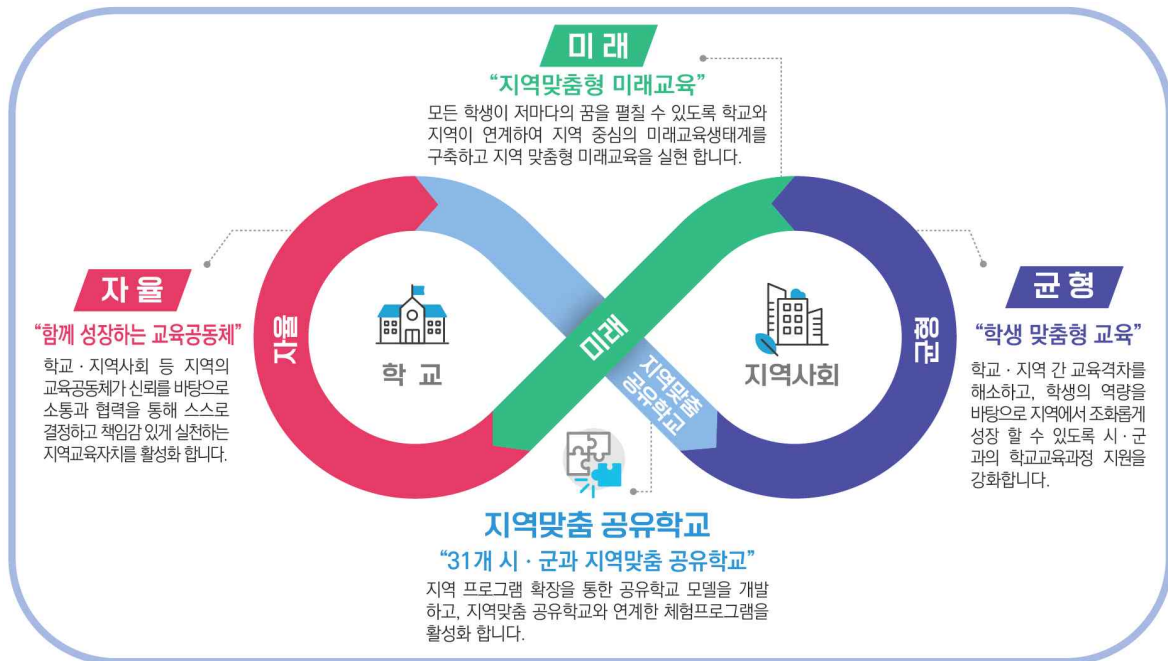 미래
“지역맞춤형 미래교육”
모든 학생이 저마다의 꿈을 펼칠 수 있도록 학교와
지역이 연계하여 지역 중심의 미래교육생태계를
구축하고 지역 맞춤형 미래교육을 실현 합니다.
자율
“함께 성장하는 교육공동체”
학교 · 지역사회 등 지역의
교육공동체가 신뢰를 바탕으로
소통과 협력을 통해 스스로
결정하고 책임감 있게 실천하는
지역교육자치를 활성화 합니다.
자율
학교
미래
지역맞춤
공유학교
지역사회
균형
균형
“학생 맞춤형 교육”
학교 · 지역 간 교육격차를
해소하고, 학생의 역량을
바탕으로 지역에서 조화롭게
성장 할 수 있도록 시 · 군
과의 학교교육과정 지원을
강화합니다.
지역맞춤 공유학교
“31개 시 · 군과 지역맞춤 공유학교”
지역 프로그램 확장을 통한 공유학교 모델을 개발
하고, 지역맞춤 공유학교와 연계한 체험프로그램을
활성화 합니다.